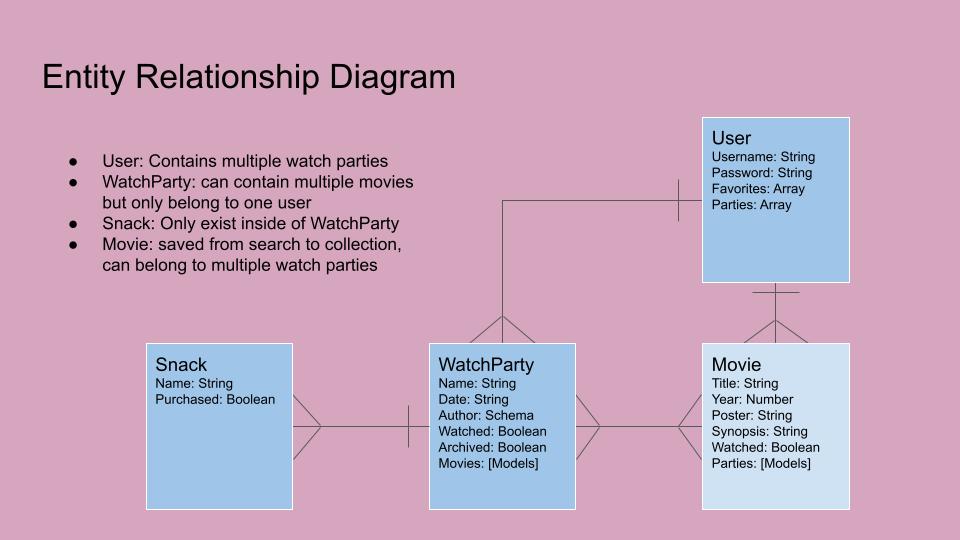 Entity Relationship Diagram
● User: Contains multiple watch parties
● WatchParty: can contain multiple movies
but only belong to one user
● Snack: Only exist inside of WatchParty
● Movie: saved from search to collection,
can belong to multiple watch parties
User
Username: String
Password: String
Favorites: Array
Parties: Array
Snack
Name: String
Purchased: Boolean
WatchParty
Name: String
Date: String
Author: Schema
Watched: Boolean
Archived: Boolean
Movies: [Models]
Movie
Title: String
Year: Number
Poster: String
Synopsis: String
Watched: Boolean
Parties: [Models]